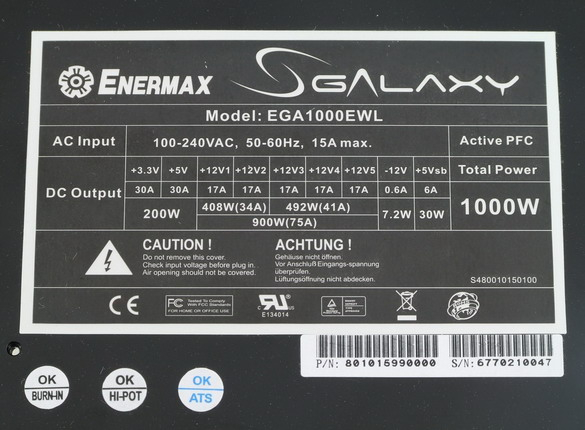 ENERMAX GALAXY
Model: EGA1000EWL
AC Input 100-240VAC, 50-60Hz, 15A max. Active PFC
DC Output +3.3V +5V +12V1 +12V2 +12V3 +12V4 +12V5 -12V +5Vsb Total Power
30A 30A 17A 17A 17A 17A 17A 0.6A 6A
200W 408W(34A) 492W(41A) 7.2W 30W 1000W
900W(75A)
CAUTION !
Do not remove this cover.
Check input voltage before plug in.
Air opening should not be covered.
ACHTUNG !
Gehäuse nicht öffnen.
Vor Anschluß Eingangs-spannung
überprüfen.
Lüftungsöffnung nicht abdecken.
S480010150100
CE
FC Tested To Comply
With FCC Standards
FOR HOME OR OFFICE USE
E134014
P/N: 801015990000 S/N: 6770210047
OK
BURN-IN
OK
HI-POT
OK
ATS